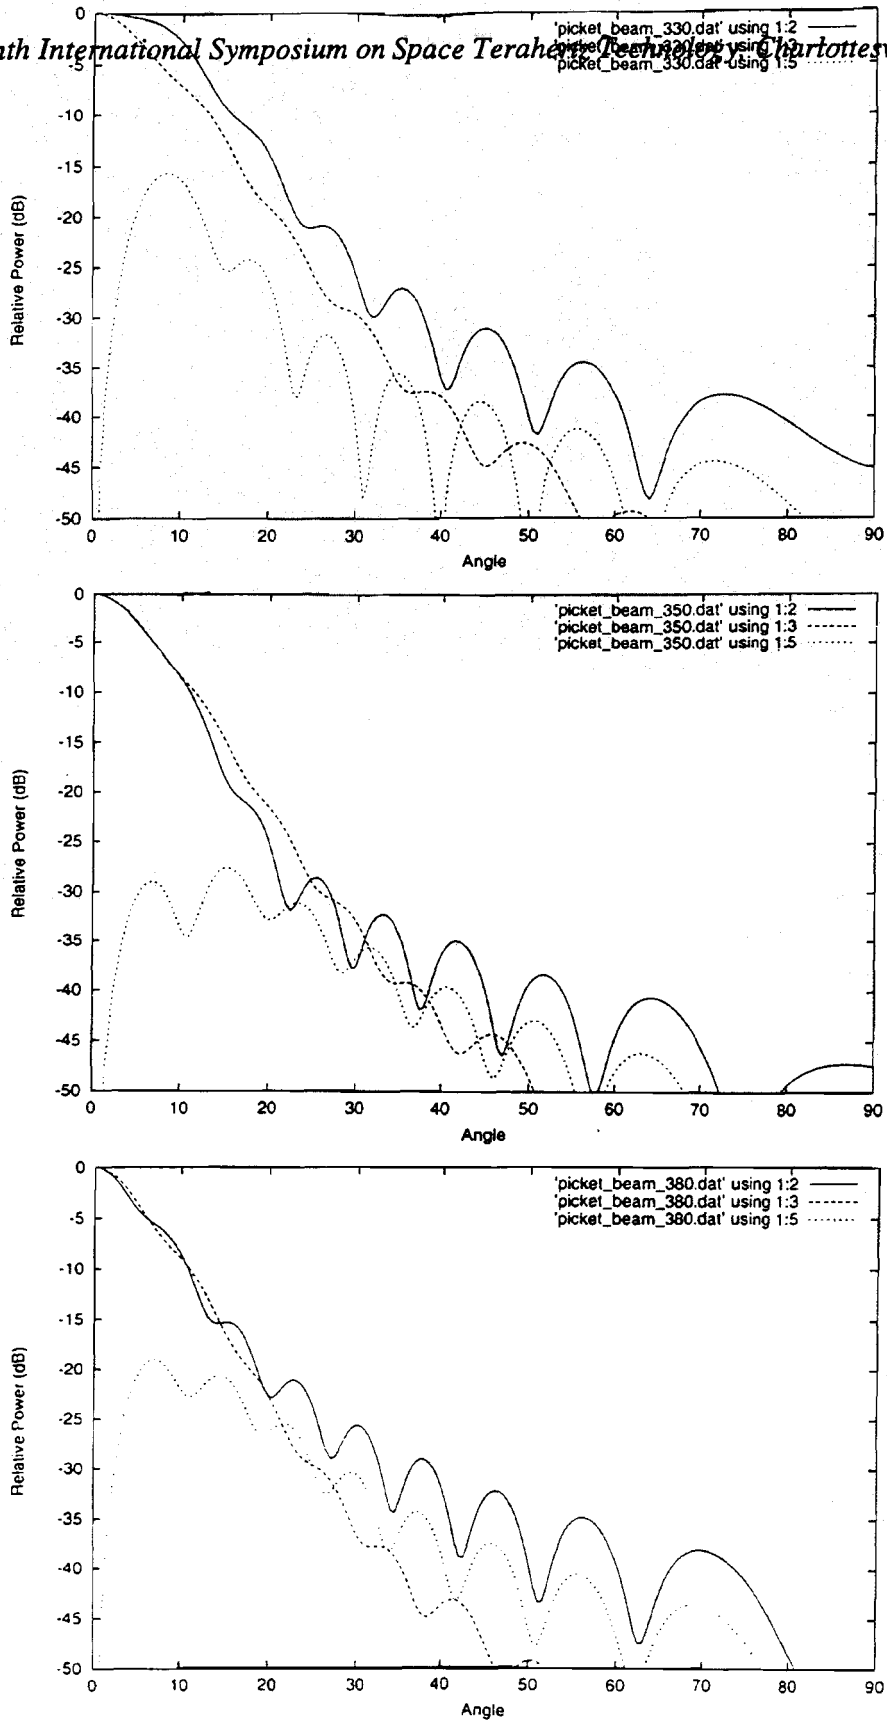 0
'picket_beam_330.dat' using 1:2
nth International Symposium on Space Terahertz Technology, Charlottesv
'picket_beam_330.dat' using 1:5
-5
-10
-15
-20
-25
-30
-35
-40
-45
-50
Relative Power (dB)
0 10 20 30 40 50 60 70 80 90
Angle
0
'picket_beam_350.dat' using 1:2
'picket_beam_350.dat' using 1:3
'picket_beam_350.dat' using 1:5
-5
-10
-15
-20
-25
-30
-35
-40
-45
-50
Relative Power (dB)
0 10 20 30 40 50 60 70 80 90
Angle
0
'picket_beam_380.dat' using 1:2
'picket_beam_380.dat' using 1:3
'picket_beam_380.dat' using 1:5
-5
-10
-15
-20
-25
-30
-35
-40
-45
-50
Relative Power (dB)
0 10 20 30 40 50 60 70 80 90
Angle